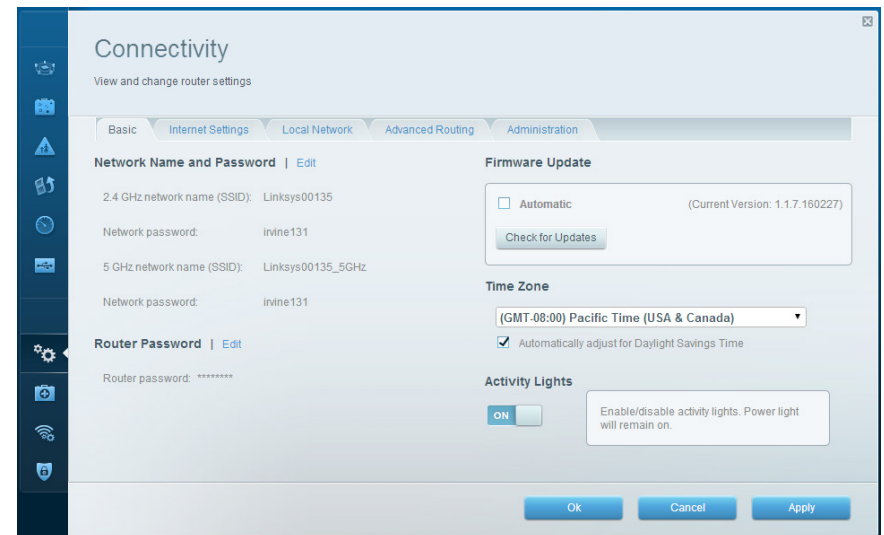 Connectivity
View and change router settings
Basic
Internet Settings
Local Network
Advanced Routing
Administration
Network Name and Password | Edit
2.4 GHz network name (SSID): Linksys00135
Network password: irvine131
5 GHz network name (SSID): Linksys00135_5GHz
Network password: irvine131
Router Password | Edit
Router password: ********
Firmware Update
Automatic (Current Version: 1.1.7.160227)
Check for Updates
Time Zone
(GMT-08:00) Pacific Time (USA & Canada)
Automatically adjust for Daylight Savings Time
Activity Lights
ON
Enable/disable activity lights. Power light
will remain on.
Ok
Cancel
Apply